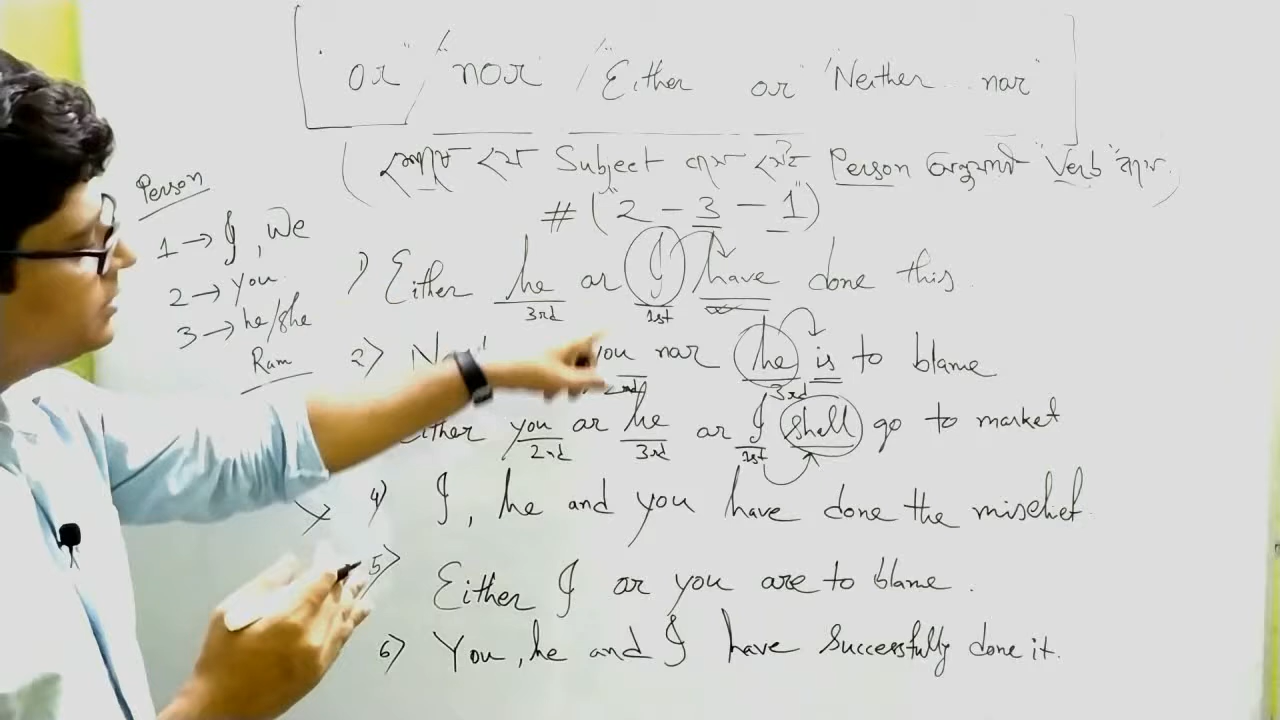 "or" / "nor" / "Either or" "Neither... nor"
( শেষে যে Subject থাকে সেই Person অনুযায়ী "Verb" হবে )
# ("2 - 3 - 1")
Person
1 → I, We
2 → you
3 → he/she
Ram
1) Either he or I have done this.
3rd 1st
2) you nor he is to blame
2nd 3rd
Either you or he or I shall go to market
2nd 3rd 1st
4) I, he and you have done the mischief.
5) Either I or you are to blame.
6) You, he and I have successfully done it.